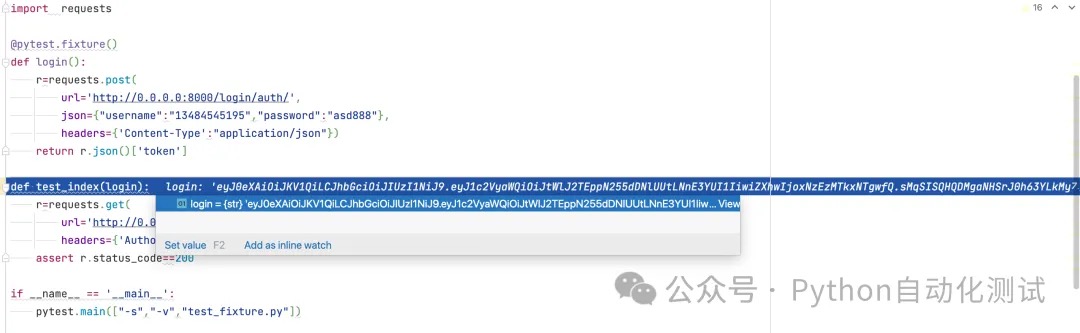 import requests
16
@pytest.fixture()
def login():
r=requests.post(
url='http://0.0.0.0:8000/login/auth/',
json={"username":"13484545195","password":"asd888"},
headers={'Content-Type':"application/json"})
return r.json()['token']
def test_index(login): login: 'eyJ0eXAiOiJKV1QiLCJhbGciOiJIUzI1NiJ9.eyJ1c2VyaWQiOiJtWlJ2TEppN255dDNlUUtLNnE3YUI1IiwiZXhwIjoxNzEzMTkxNTgwfQ.sMqSISQHQDMgaNHSrJ0h63YLkMy7
login = {str} 'eyJ0eXAiOiJKV1QiLCJhbGciOiJIUzI1NiJ9.eyJ1c2VyaWQiOiJtWlJ2TEppN255dDNlUUtLNnE3YUI1Iiw... View
r=requests.get(
url='http://0.0
headers={'Autho
Set value F2 Add as inline watch
assert r.status_code==200
if __name__ == '__main__':
pytest.main(["-s","-v","test_fixture.py"])
公众号 · Python自动化测试